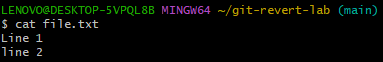 LENOVO@DESKTOP-5VPQL8B MINGW64 ~/git-revert-lab (main)
$ cat file.txt
Line 1
line 2